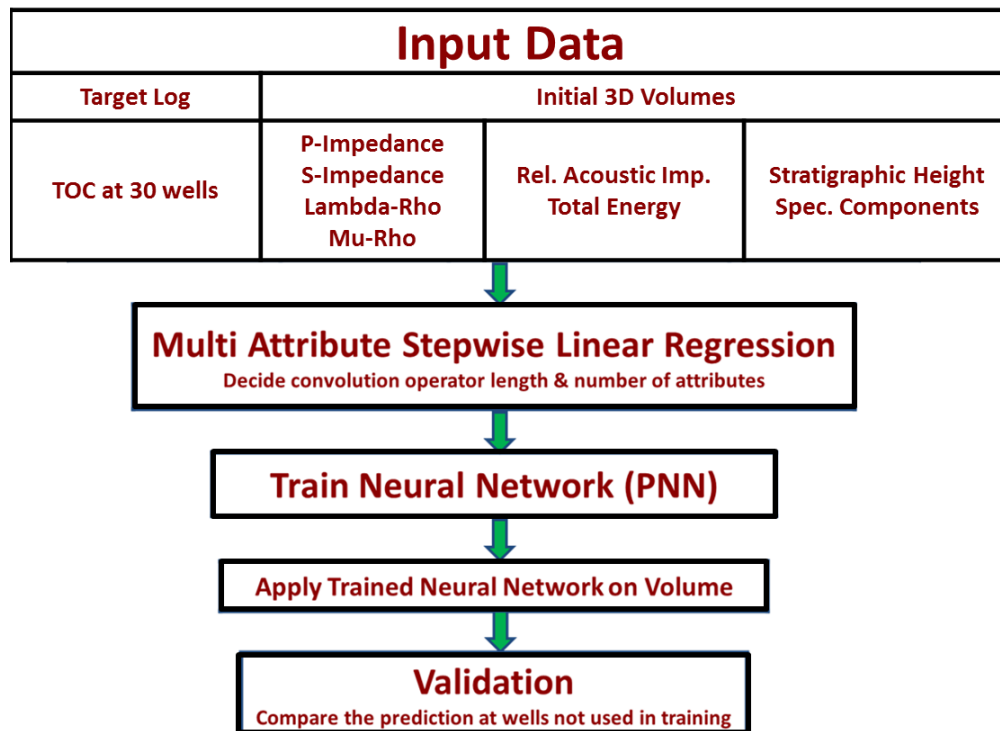 Input Data
Target Log
Initial 3D Volumes
TOC at 30 wells
P-Impedance
S-Impedance
Lambda-Rho
Mu-Rho
Rel. Acoustic Imp.
Total Energy
Stratigraphic Height
Spec. Components
Multi Attribute Stepwise Linear Regression
Decide convolution operator length & number of attributes
Train Neural Network (PNN)
Apply Trained Neural Network on Volume
Validation
Compare the prediction at wells not used in training